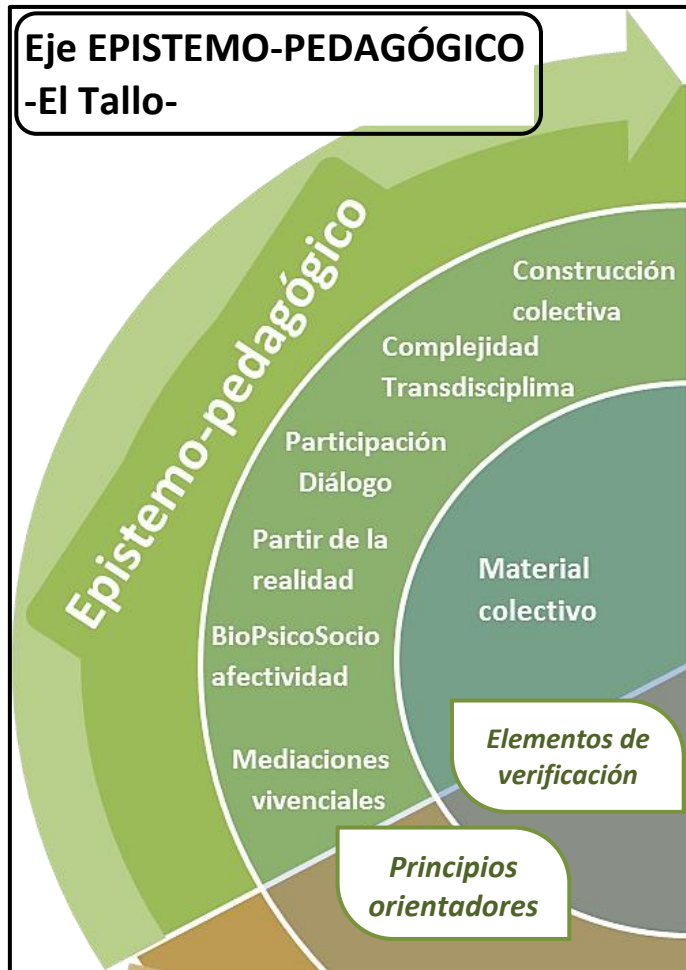 Eje EPISTEMO-PEDAGÓGICO
-El Tallo-
Epistemo-pedagógico
Construcción
colectiva
Complejidad
Transdisciplima
Participación
Diálogo
Partir de la
realidad
BioPsicoSocio
afectividad
Mediaciones
vivenciales
Material
colectivo
Elementos de
verificación
Principios
orientadores